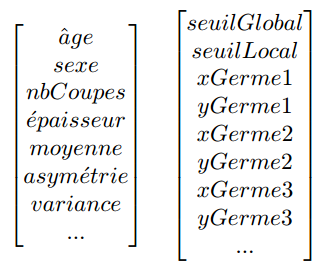 âge
sexe
nbCoupes
épaisseur
moyenne
asymétrie
variance
...
seuilGlobal
seuilLocal
xGerme1
yGerme1
xGerme2
yGerme2
xGerme3
yGerme3
...